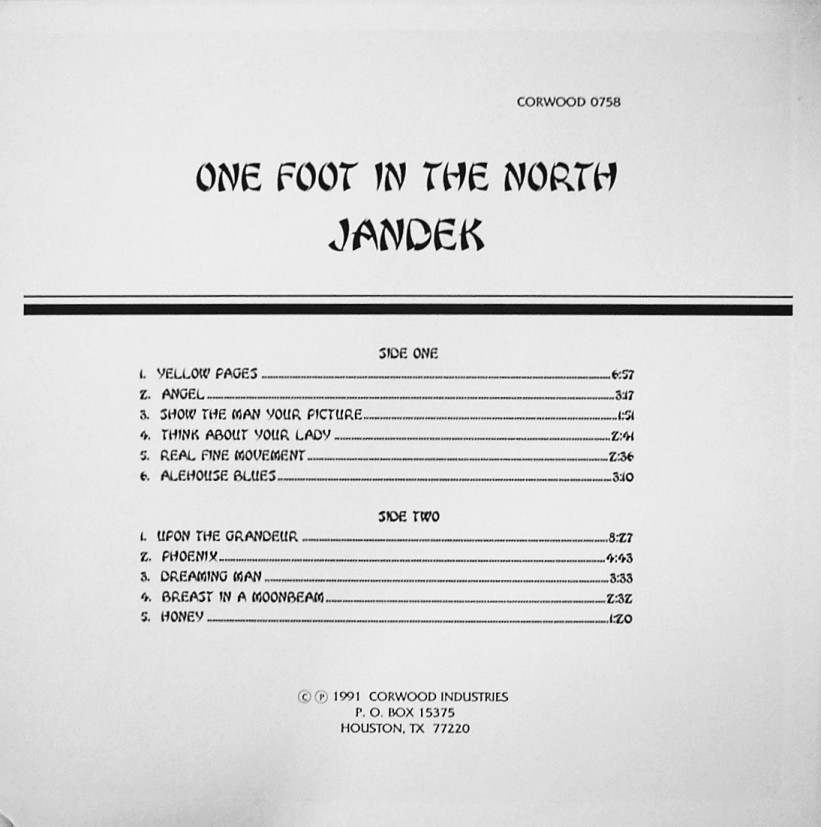 CORWOOD 0758
ONE FOOT IN THE NORTH
JANDEK
SIDE ONE
1. YELLOW PAGES 6:57
2. ANGEL 3:17
3. SHOW THE MAN YOUR PICTURE 1:51
4. THINK ABOUT YOUR LADY 2:41
5. REAL FINE MOVEMENT 2:36
6. ALEHOUSE BLUES 3:10
SIDE TWO
1. UPON THE GRANDEUR 8:27
2. PHOENIX 4:43
3. DREAMING MAN 3:33
4. BREAST IN A MOONBEAM 2:32
5. HONEY 1:20
© ℗ 1991 CORWOOD INDUSTRIES
P. O. BOX 15375
HOUSTON, TX 77220